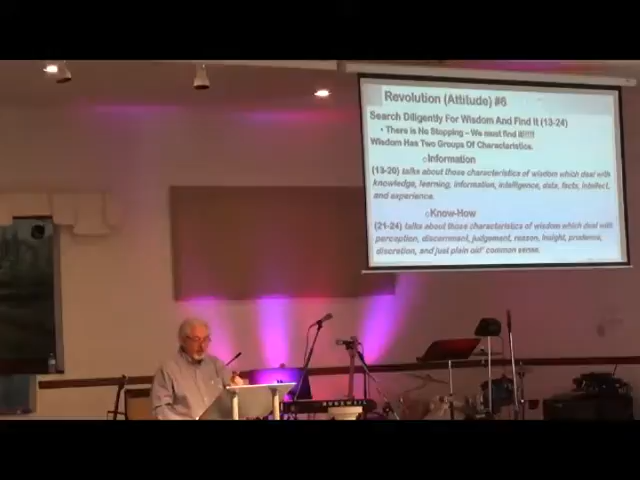 Revolution (Attitude) #6
Search Diligently For Wisdom And Find It (13-24)
• There is No Stopping – We must find it!!!!!
Wisdom Has Two Groups Of Characteristics.
○Information
(13-20) talks about those characteristics of wisdom which deal with
knowledge, learning, information, intelligence, data, facts, intellect,
and experience.
○Know-How
(21-24) talks about those characteristics of wisdom which deal with
perception, discernment, judgement, reason, insight, prudence,
discretion, and just plain old' common sense.
KURZWEIL